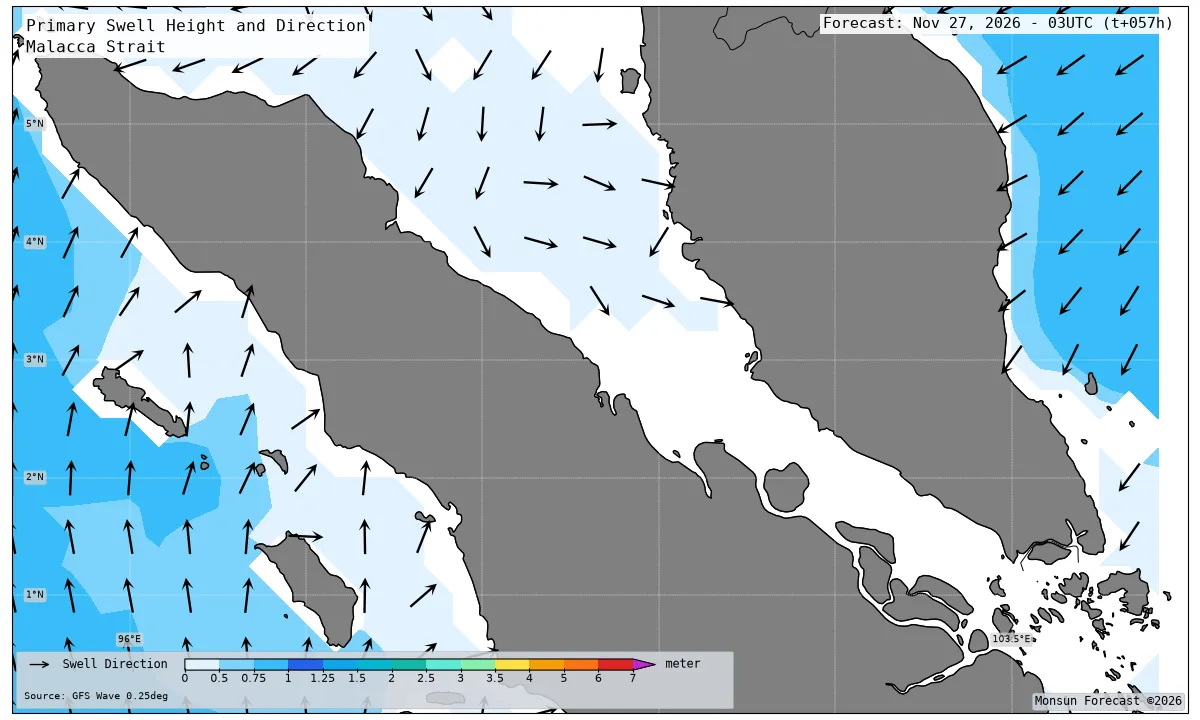 Primary Swell Height and Direction
Malacca Strait
Forecast: Nov 27, 2026 - 03UTC (t+057h)
5°N
4°N
3°N
2°N
1°N
96°E
103.5°E
Swell Direction
meter
0 0.5 0.75 1 1.25 1.5 2 2.5 3 3.5 4 5 6 7
Source: GFS Wave 0.25deg
Monsun Forecast ©2026